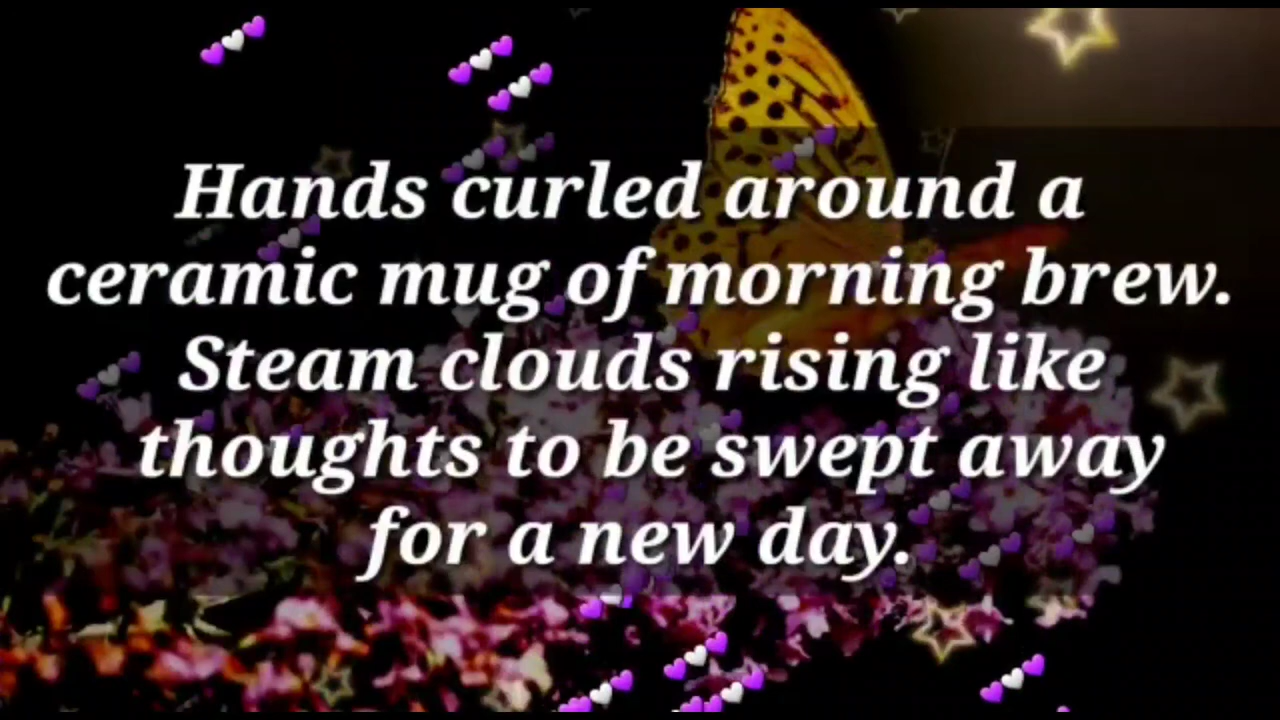 Hands curled around a
ceramic mug of morning brew.
Steam clouds rising like
thoughts to be swept away
for a new day.